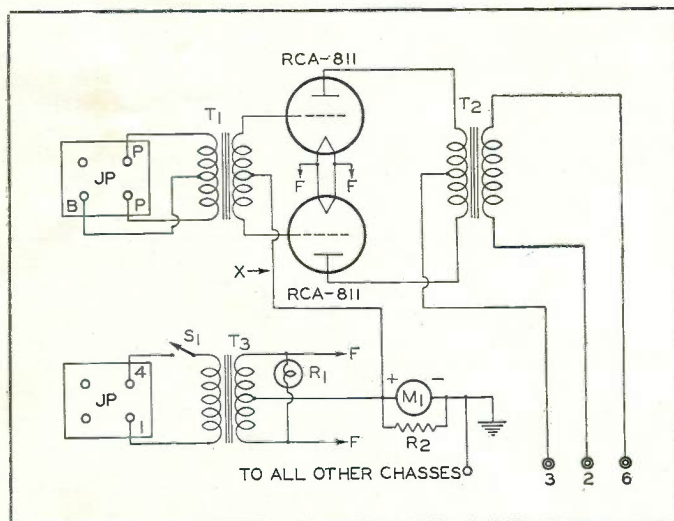 RCA-811
T1
T2
P
JP
B
P
F
F
X
RCA-811
S1
T3
4
JP
1
F
R1
F
+
M1
-
R2
TO ALL OTHER CHASSES
3
2
6